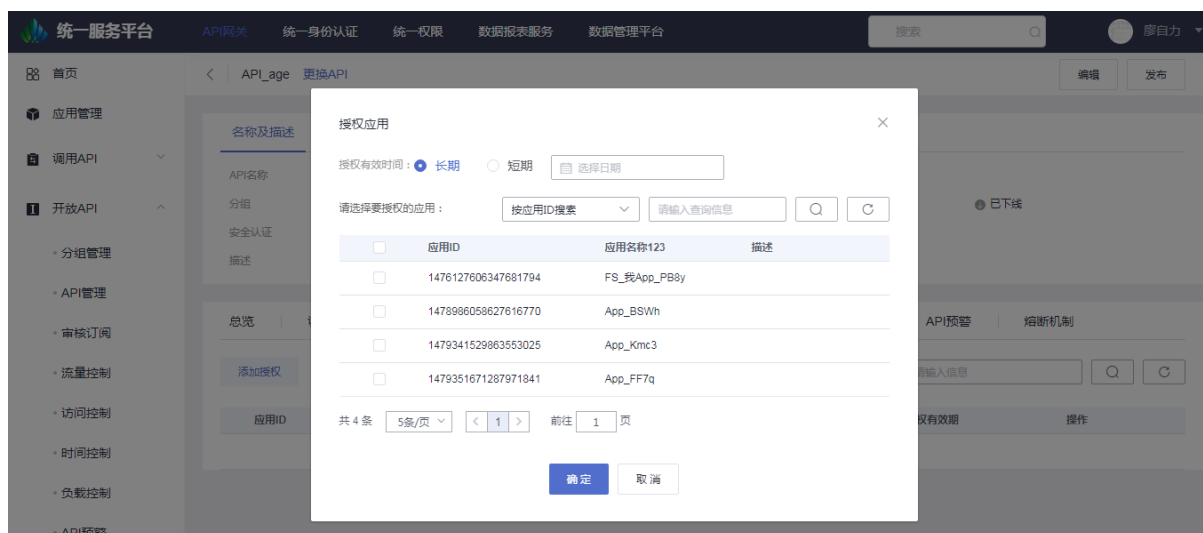 统一服务平台 API网关 统一身份认证 统一权限 数据报表服务 数据管理平台 搜索 廖自力
首页 API_age 更换API 编辑 发布
应用管理
授权应用
名称及描述
调用API
授权有效时间： 长期 短期 选择日期
API名称
开放API 分组 请选择要授权的应用： 按应用ID搜索 请输入查询信息 已下线
安全认证
应用ID 应用名称123 描述
分组管理 描述
1476127606347681794 FS_我App_PB8y
API管理
1478986058627616770 App_BSWh
审核订阅 总览 API预警 熔断机制
1479341529863553025 App_Kmc3
流量控制 添加授权 请输入信息
1479351671287971841 App_FF7q
访问控制 应用ID 共 4 条 5条/页 1 前往 1 页 权有效期 操作
时间控制
确定 取消
负载控制
API预警